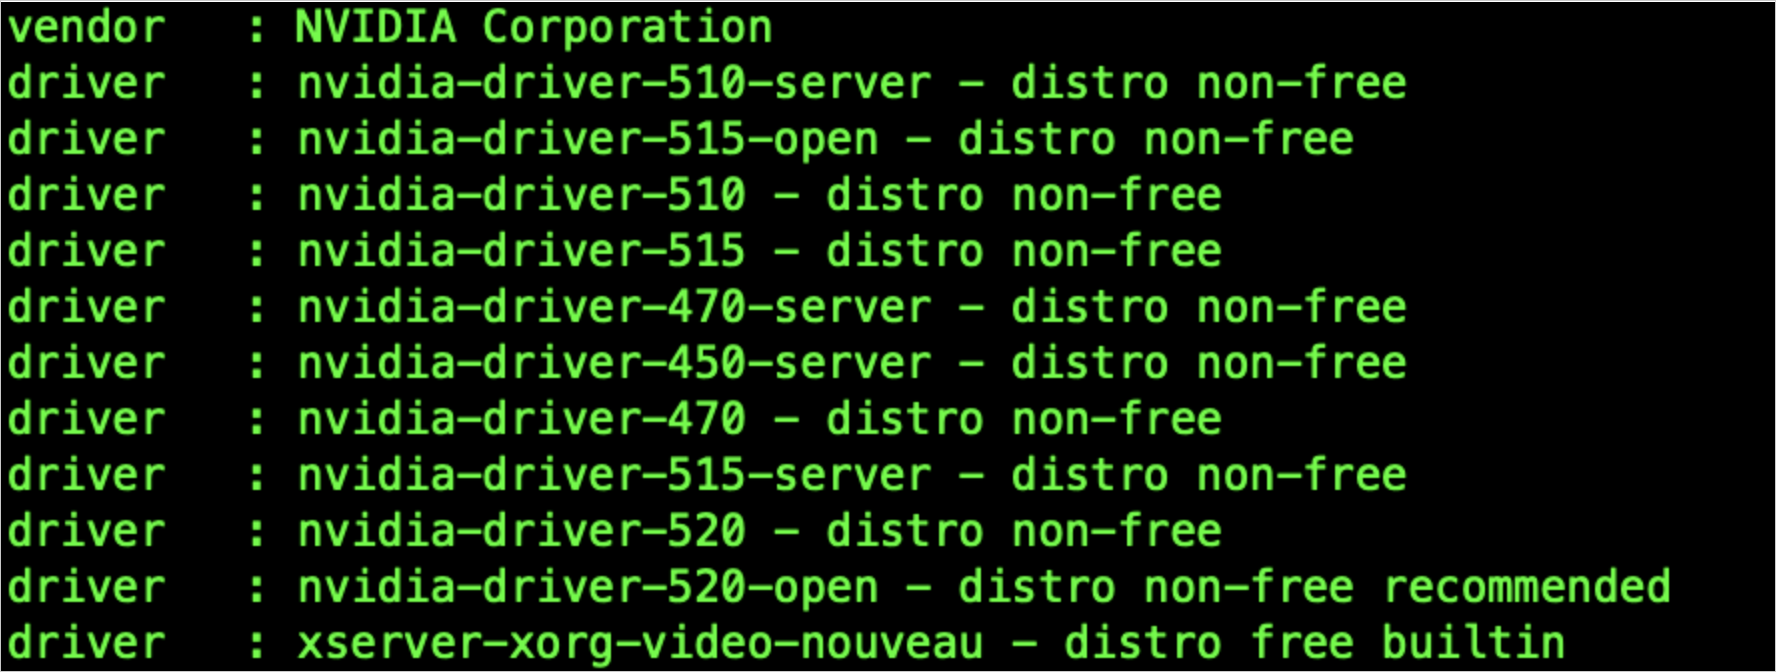 vendor   : NVIDIA Corporation
driver   : nvidia-driver-510-server - distro non-free
driver   : nvidia-driver-515-open - distro non-free
driver   : nvidia-driver-510 - distro non-free
driver   : nvidia-driver-515 - distro non-free
driver   : nvidia-driver-470-server - distro non-free
driver   : nvidia-driver-450-server - distro non-free
driver   : nvidia-driver-470 - distro non-free
driver   : nvidia-driver-515-server - distro non-free
driver   : nvidia-driver-520 - distro non-free
driver   : nvidia-driver-520-open - distro non-free recommended
driver   : xserver-xorg-video-nouveau - distro free builtin